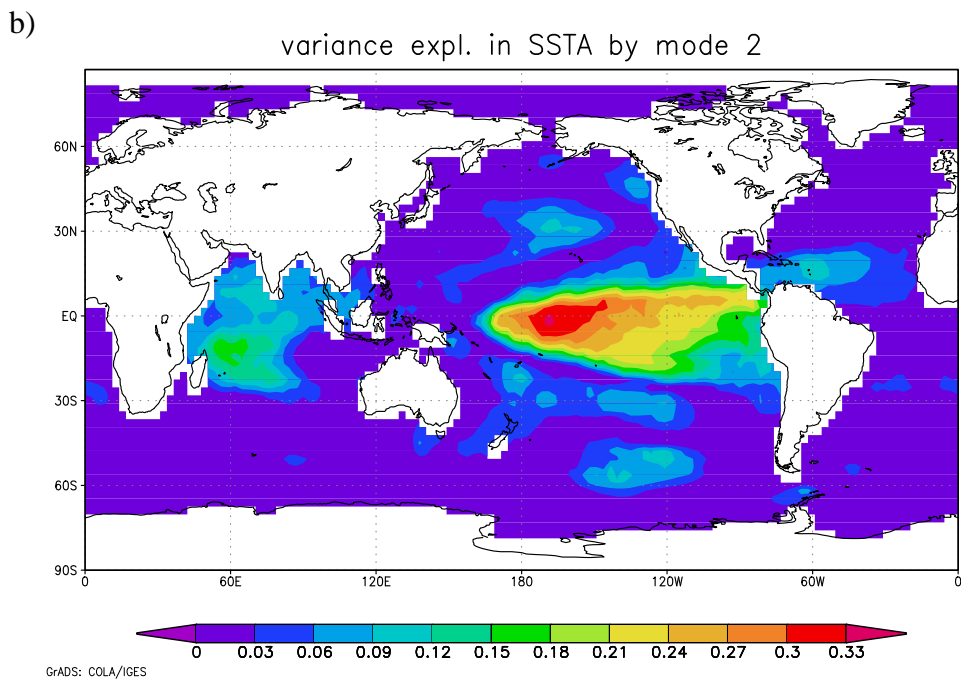 b)
variance expl. in SSTA by mode 2
60N
30N
EQ
30S
60S
90S
0 60E 120E 180 120W 60W 0
0 0.03 0.06 0.09 0.12 0.15 0.18 0.21 0.24 0.27 0.3 0.33
GrADS: COLA/IGES